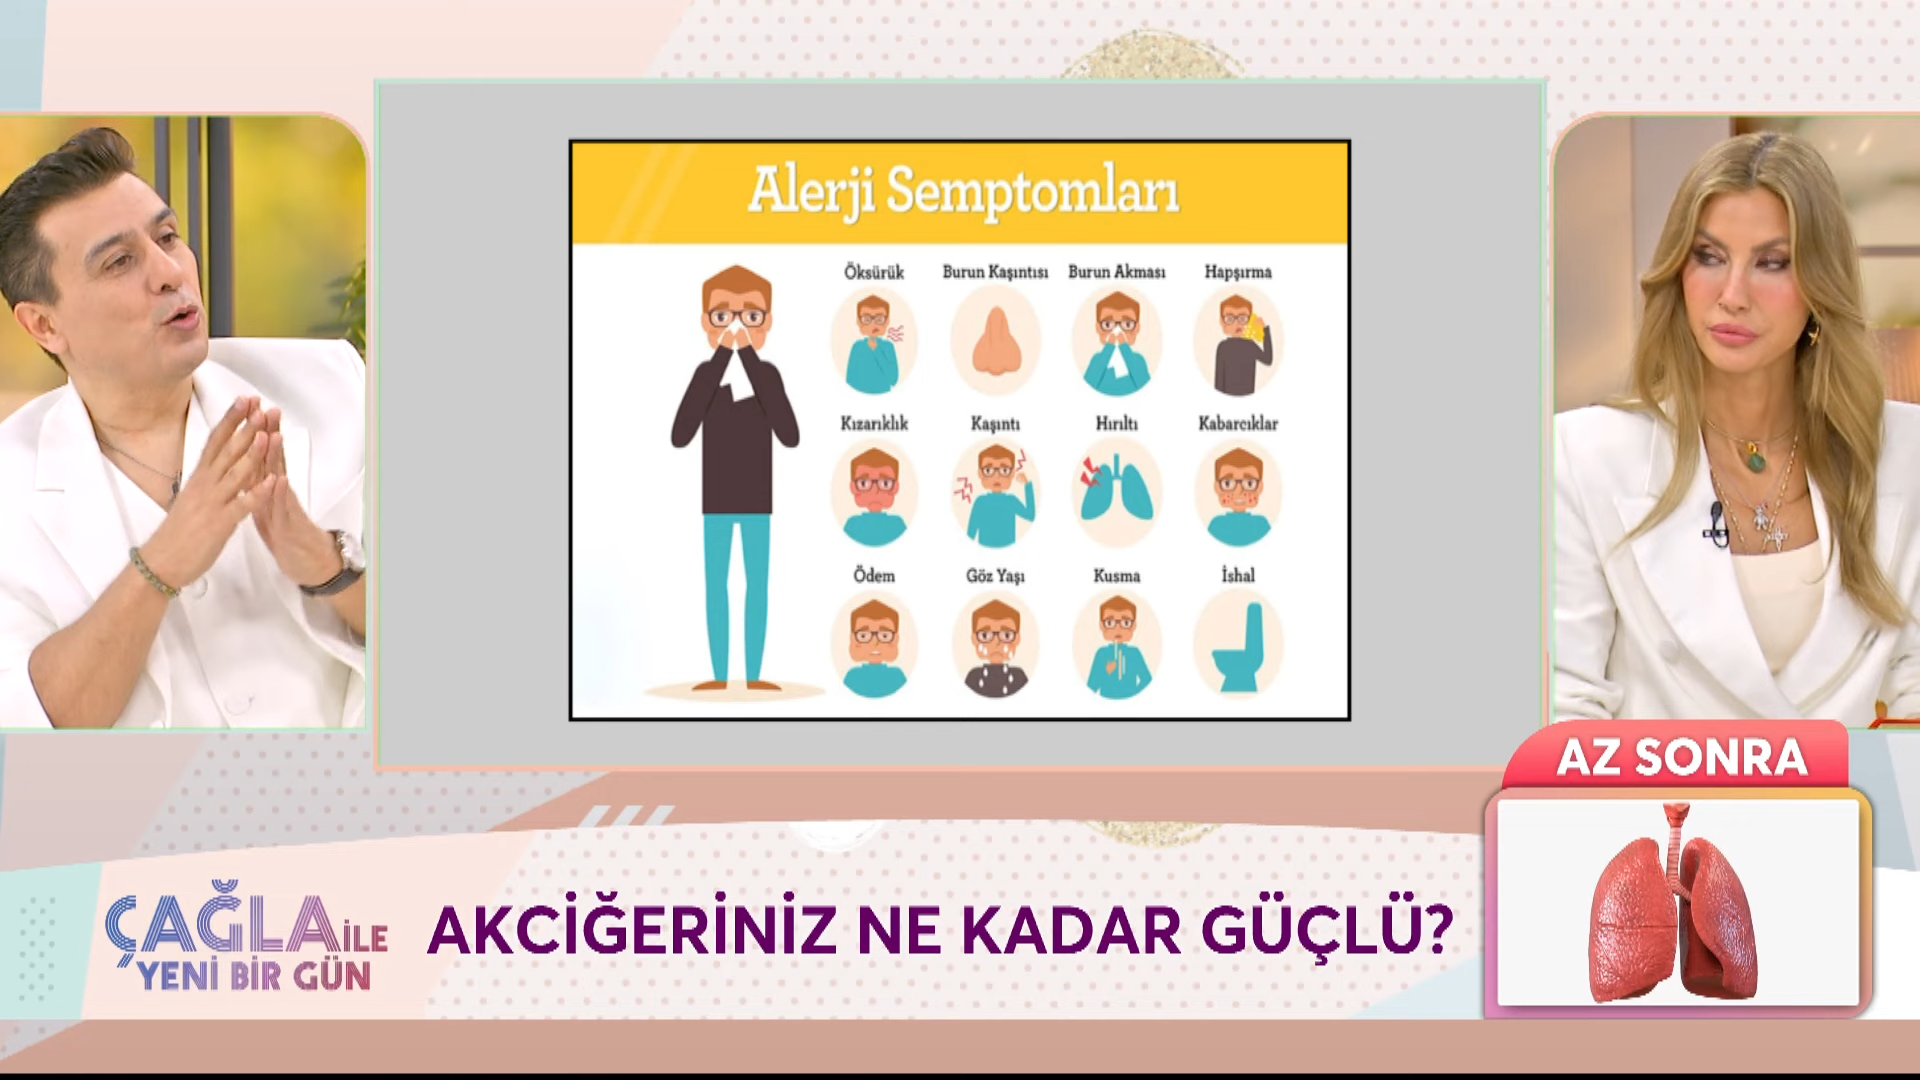 Alerji Semptomları
Öksürük Burun Kaşıntısı Burun Akması Hapşırma
Kızarıklık Kaşıntı Hırıltı Kabarcıklar
Ödem Göz Yaşı Kusma İshal
AZ SONRA
ÇAĞLA İLE
YENİ BİR GÜN
AKCİĞERİNİZ NE KADAR GÜÇLÜ?